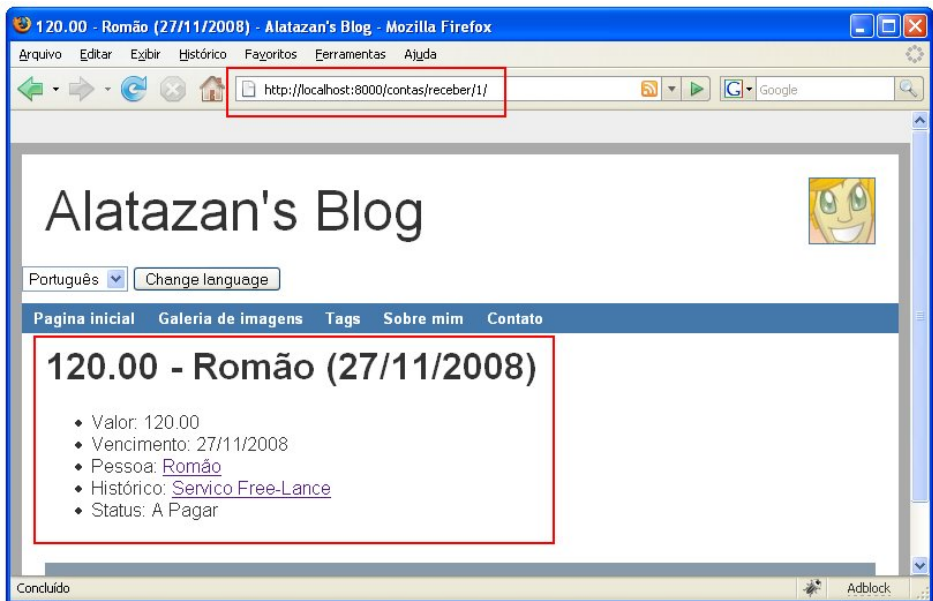 120.00 - Romão (27/11/2008) - Alatazan's Blog - Mozilla Firefox
Arquivo Editar Exibir Histórico Favoritos Ferramentas Ajuda
http://localhost:8000/contas/receber/1/ G Google
Alatazan's Blog
Português Change language
Pagina inicial Galeria de imagens Tags Sobre mim Contato
120.00 - Romão (27/11/2008)
• Valor: 120.00
• Vencimento: 27/11/2008
• Pessoa: Romão
• Histórico: Servico Free-Lance
• Status: A Pagar
Concluído Adblock